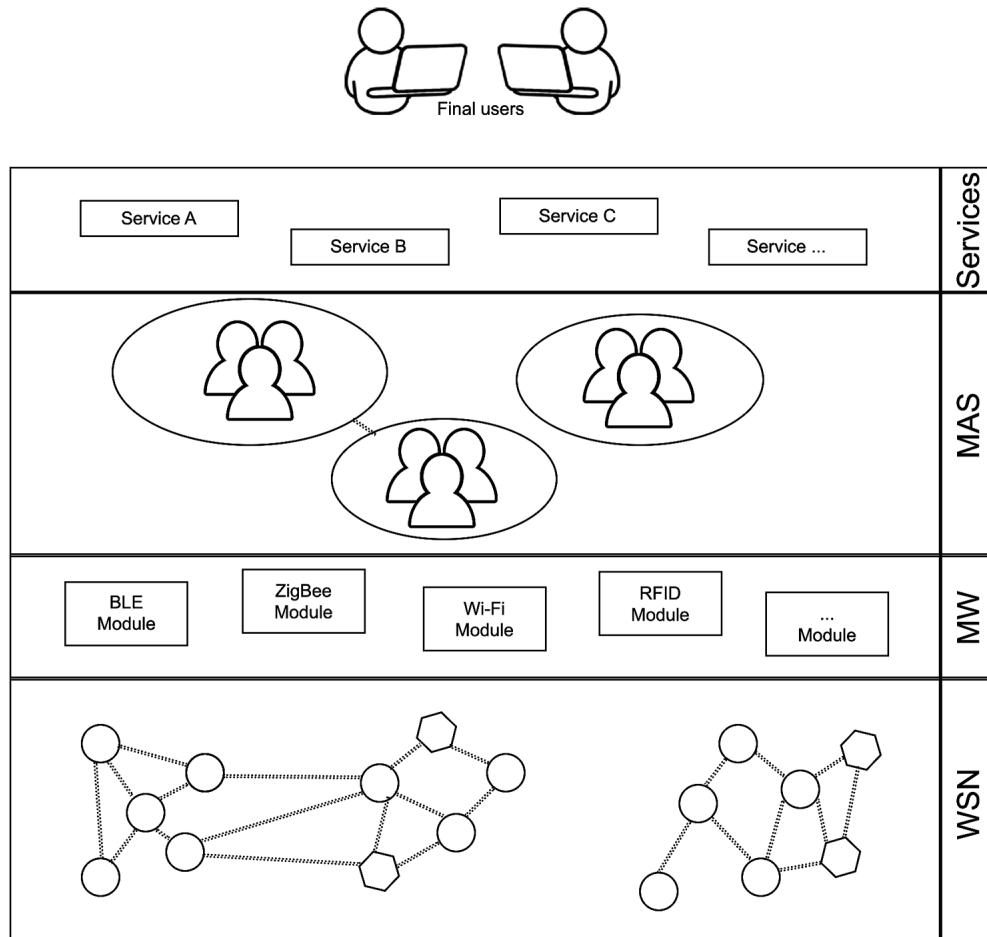 Final users
Service A
Service B
Service C
Service ...
Services
MAS
BLE
Module
ZigBee
Module
Wi-Fi
Module
RFID
Module
...
Module
MW
WSN